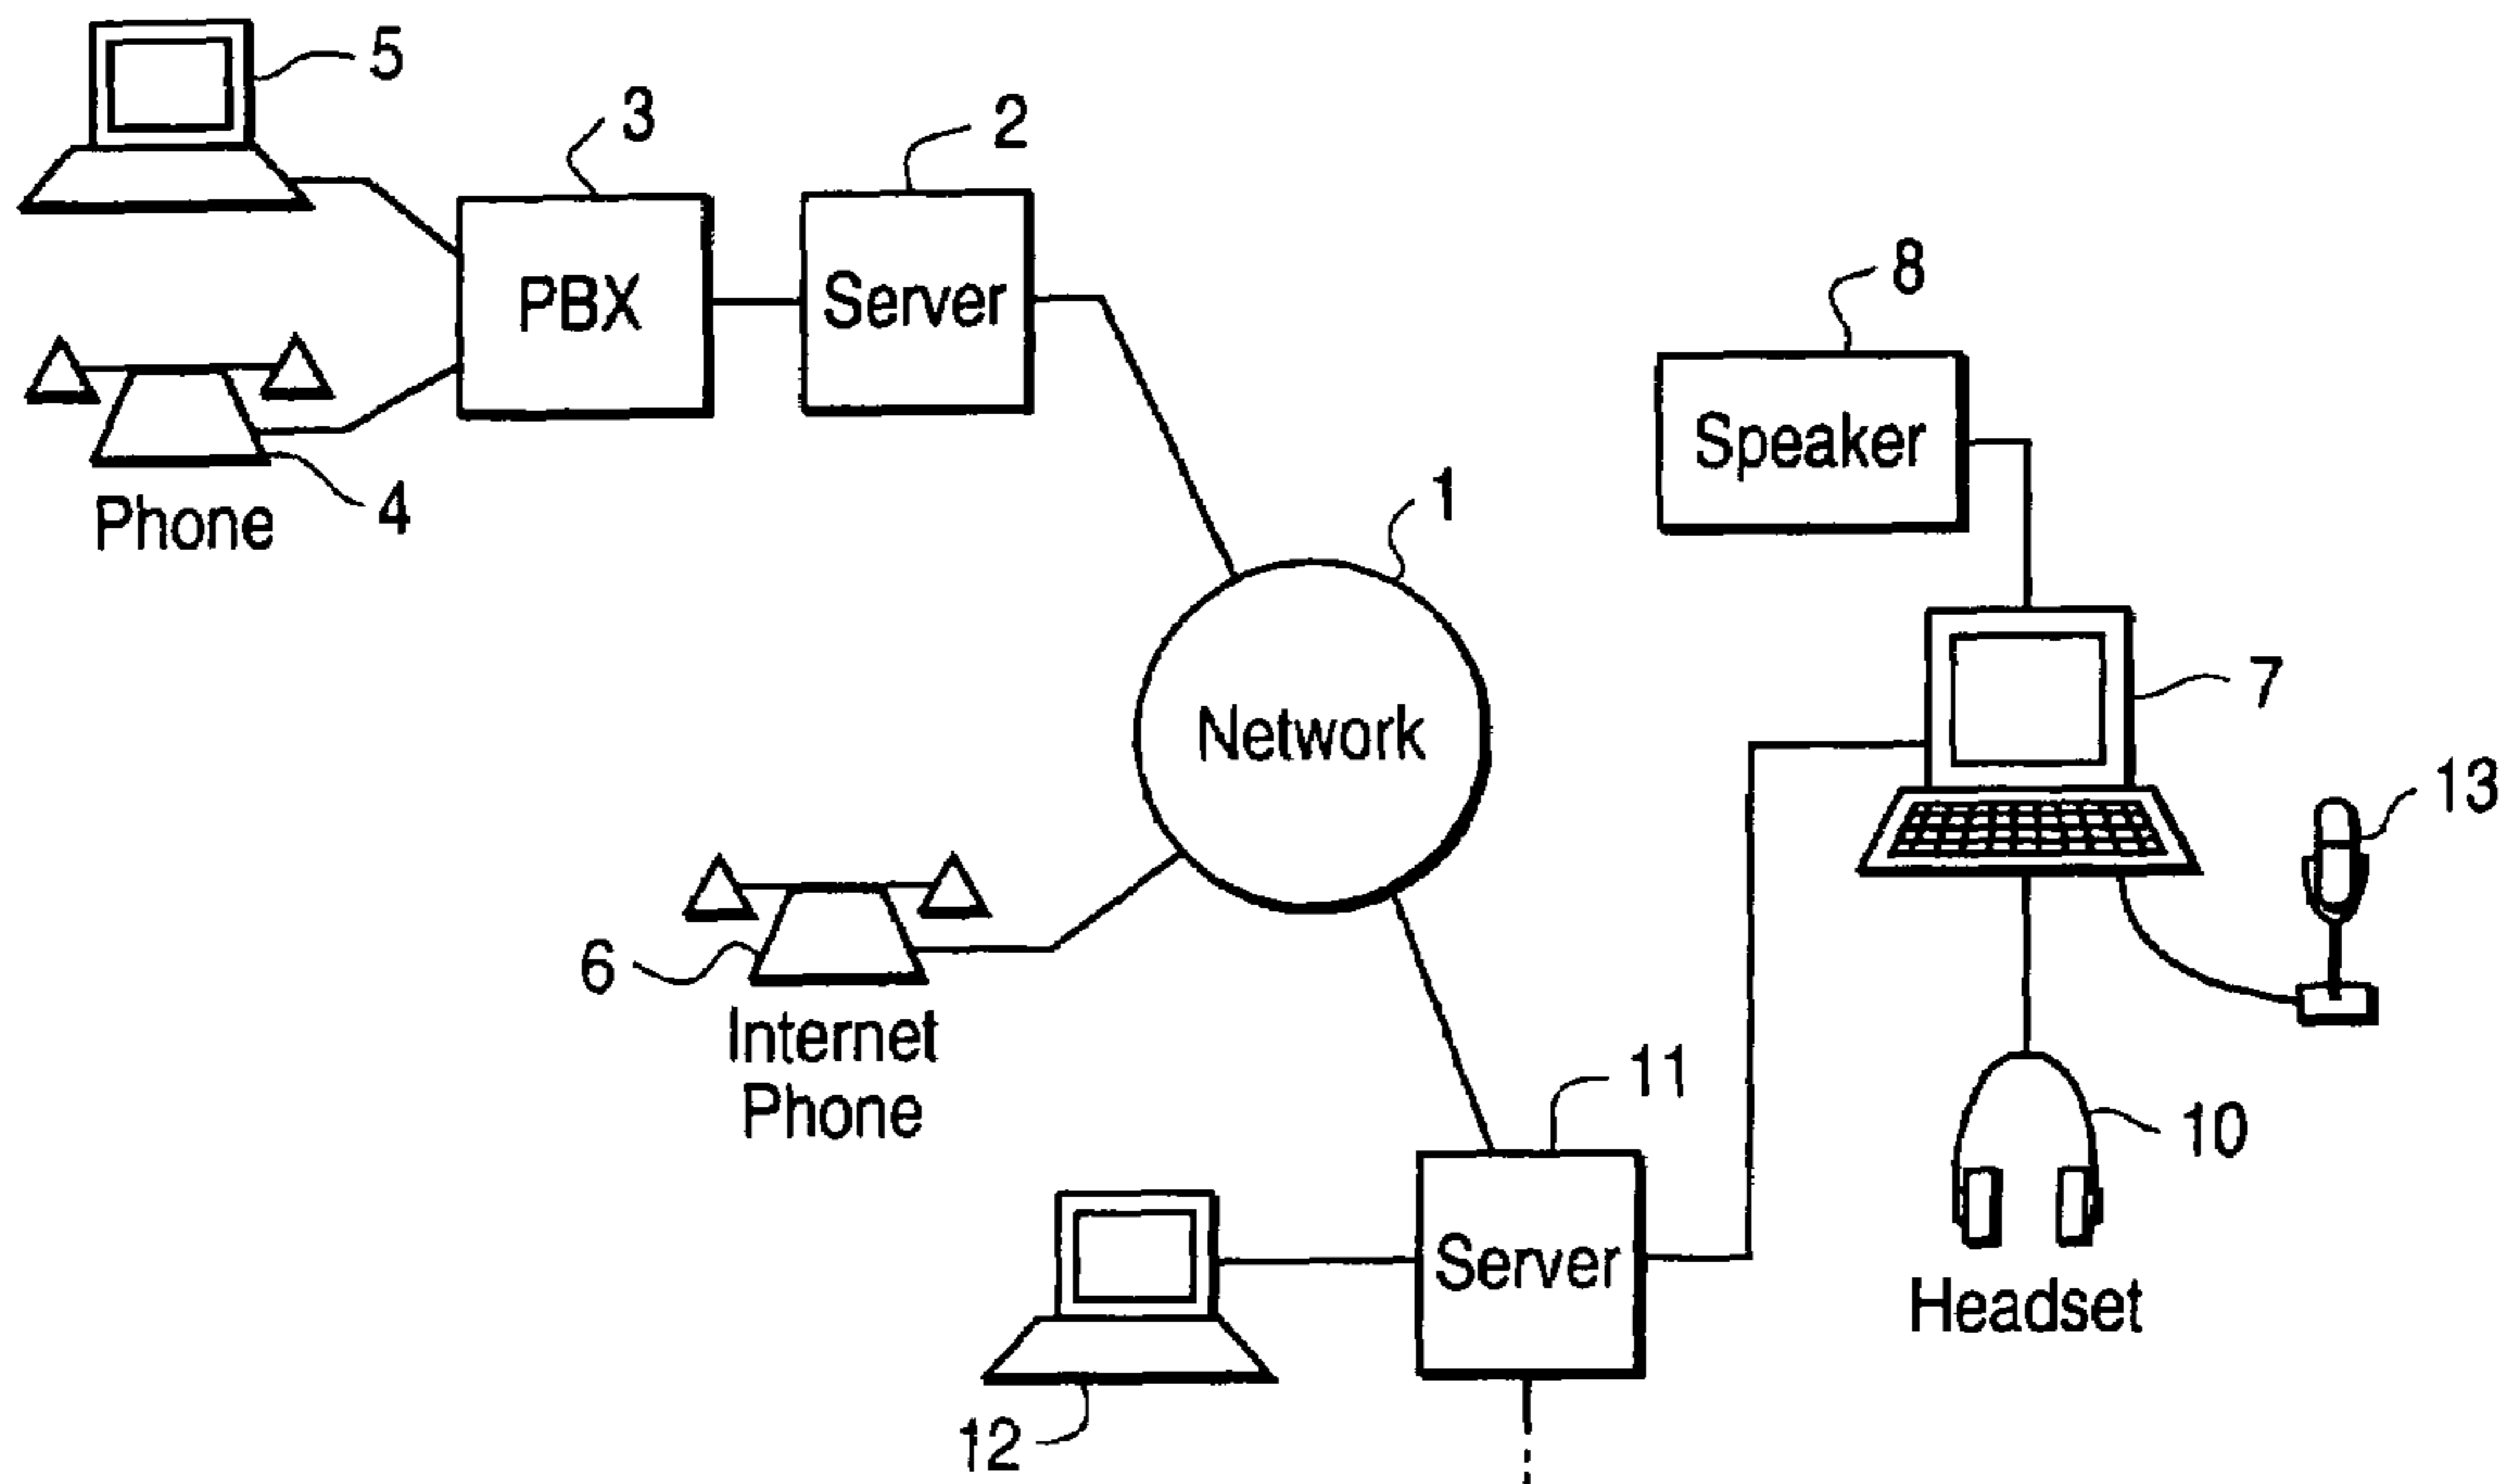 5
3
2
PBX
Server
8
Speaker
Phone
4
1
Network
7
13
6
Internet
Phone
11
10
Server
Headset
12